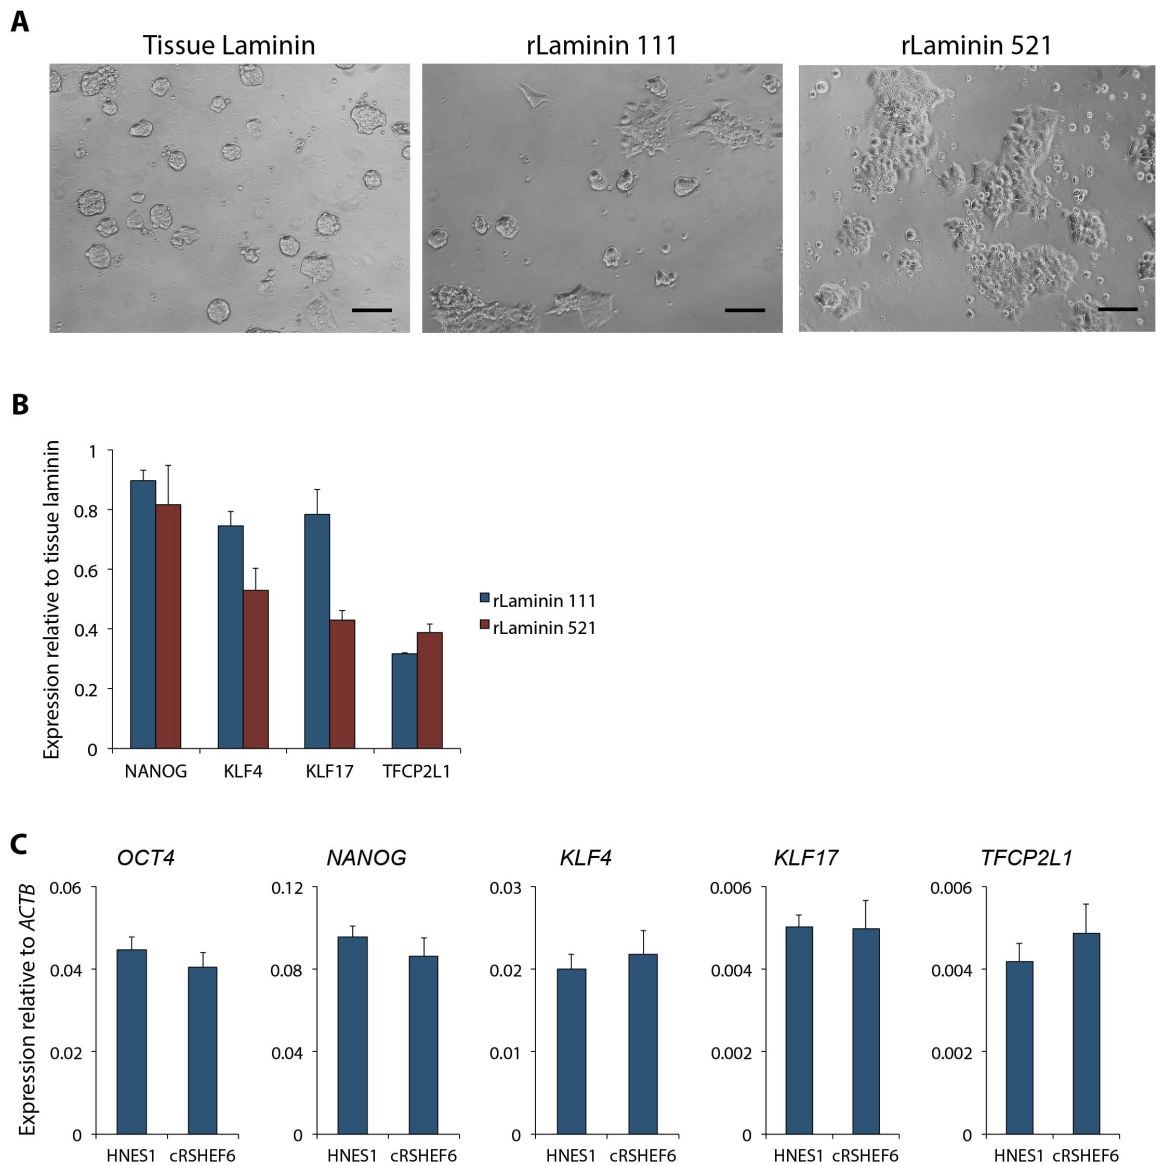 A
Tissue Laminin
rLaminin 111
rLaminin 521
B
Expression relative to tissue laminin
1
0.8
0.6
0.4
0.2
0
NANOG
KLF4
KLF17
TFCP2L1
rLaminin 111
rLaminin 521
C
Expression relative to ACTB
OCT4
0.06
0.04
0.02
0
HNES1 cRSHEF6
NANOG
0.12
0.08
0.04
0
HNES1 cRSHEF6
KLF4
0.03
0.02
0.01
0
HNES1 cRSHEF6
KLF17
0.006
0.004
0.002
0
HNES1 cRSHEF6
TFCP2L1
0.006
0.004
0.002
0
HNES1 cRSHEF6